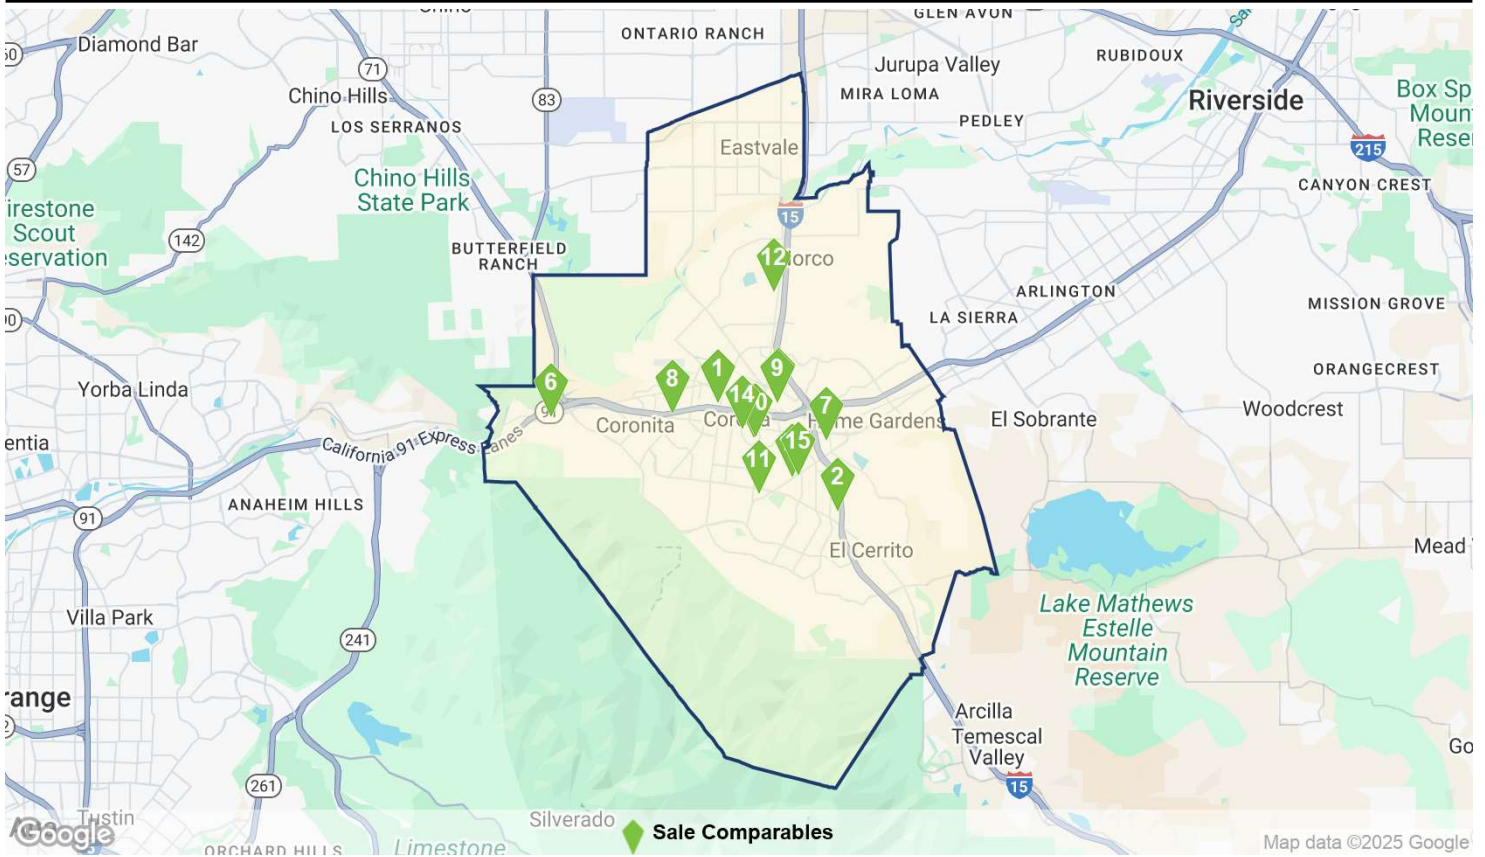 GLEN AVON
ONTARIO RANCH
Diamond Bar
RUBIDOUX
71
Jurupa Valley
Chino Hills
83
MIRA LOMA
Riverside
Box Sp
Moun
Rese
LOS SERRANOS
PEDLEY
Eastvale
215
57
Chino Hills
State Park
CANYON CREST
irestone
Scout
eservation
15
142
BUTTERFIELD
RANCH
12
orco
ARLINGTON
MISSION GROVE
LA SIERRA
Yorba Linda
6
8
1
14
0
9
7
ORANGECREST
Woodcrest
Coronita
Home Gardens
El Sobrante
entia
California 91 Express Lanes
11
15
2
ANAHEIM HILLS
91
El Cerrito
Mead
Villa Park
241
Lake Mathews
Estelle
Mountain
Reserve
range
Arcilla
Temescal
Valley
Go
261
15
Tustin
Silverado
Sale Comparables
Google
Map data ©2025 Google
ORCHARD HILLS
Limestone